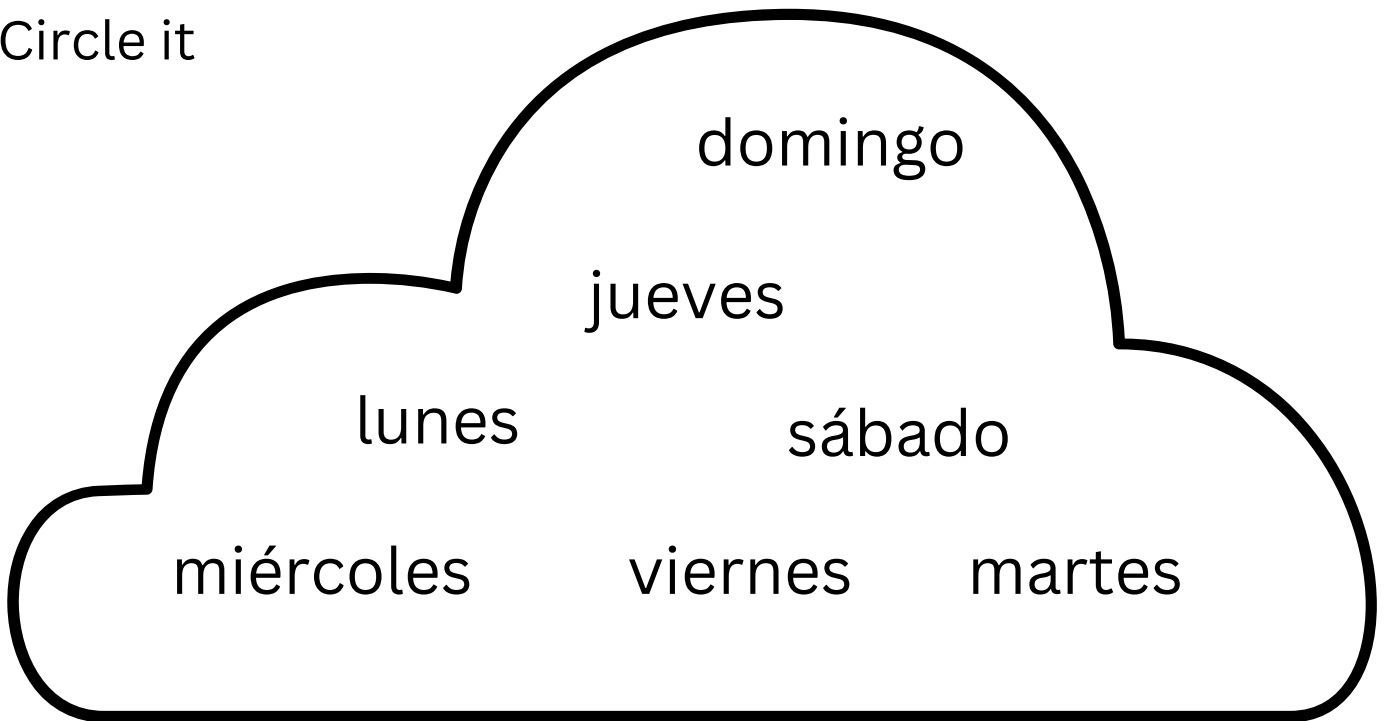 Circle it
domingo
jueves
lunes
sábado
miércoles viernes martes